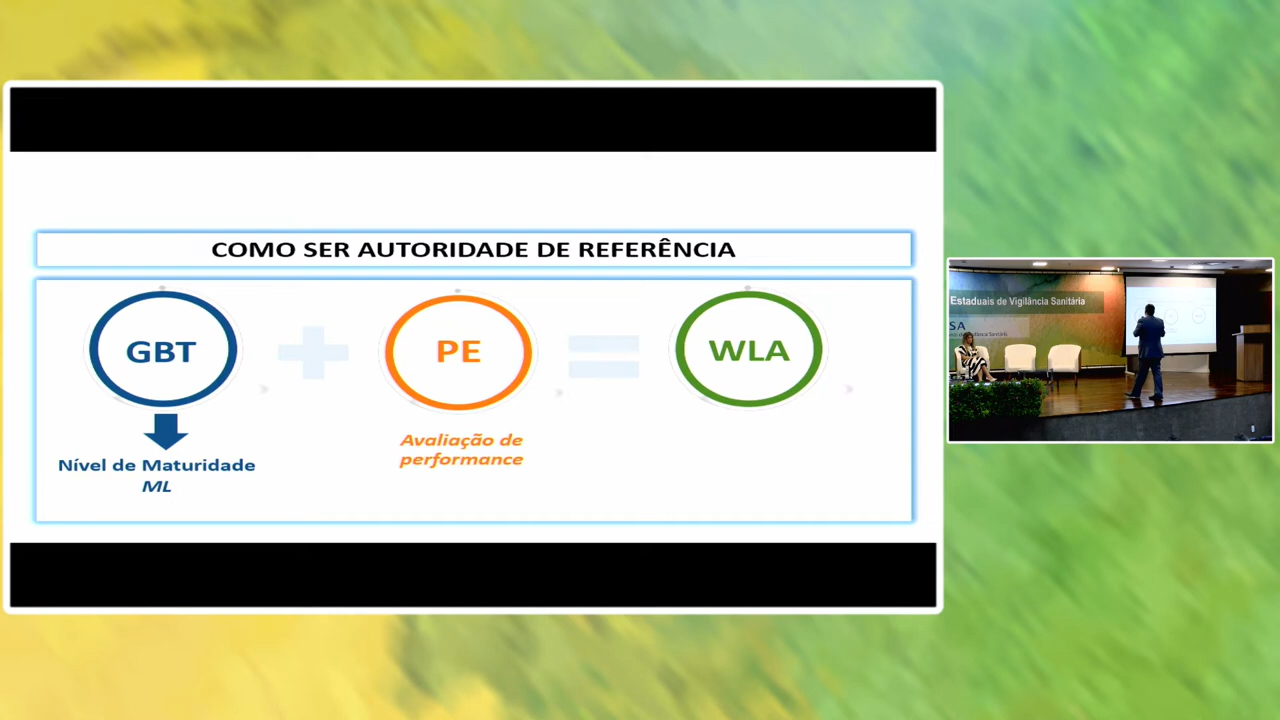 COMO SER AUTORIDADE DE REFERÊNCIA
GBT
PE
WLA
Avaliação de
performance
Nível de Maturidade
ML
Estaduais de Vigilância Sanitária
SA